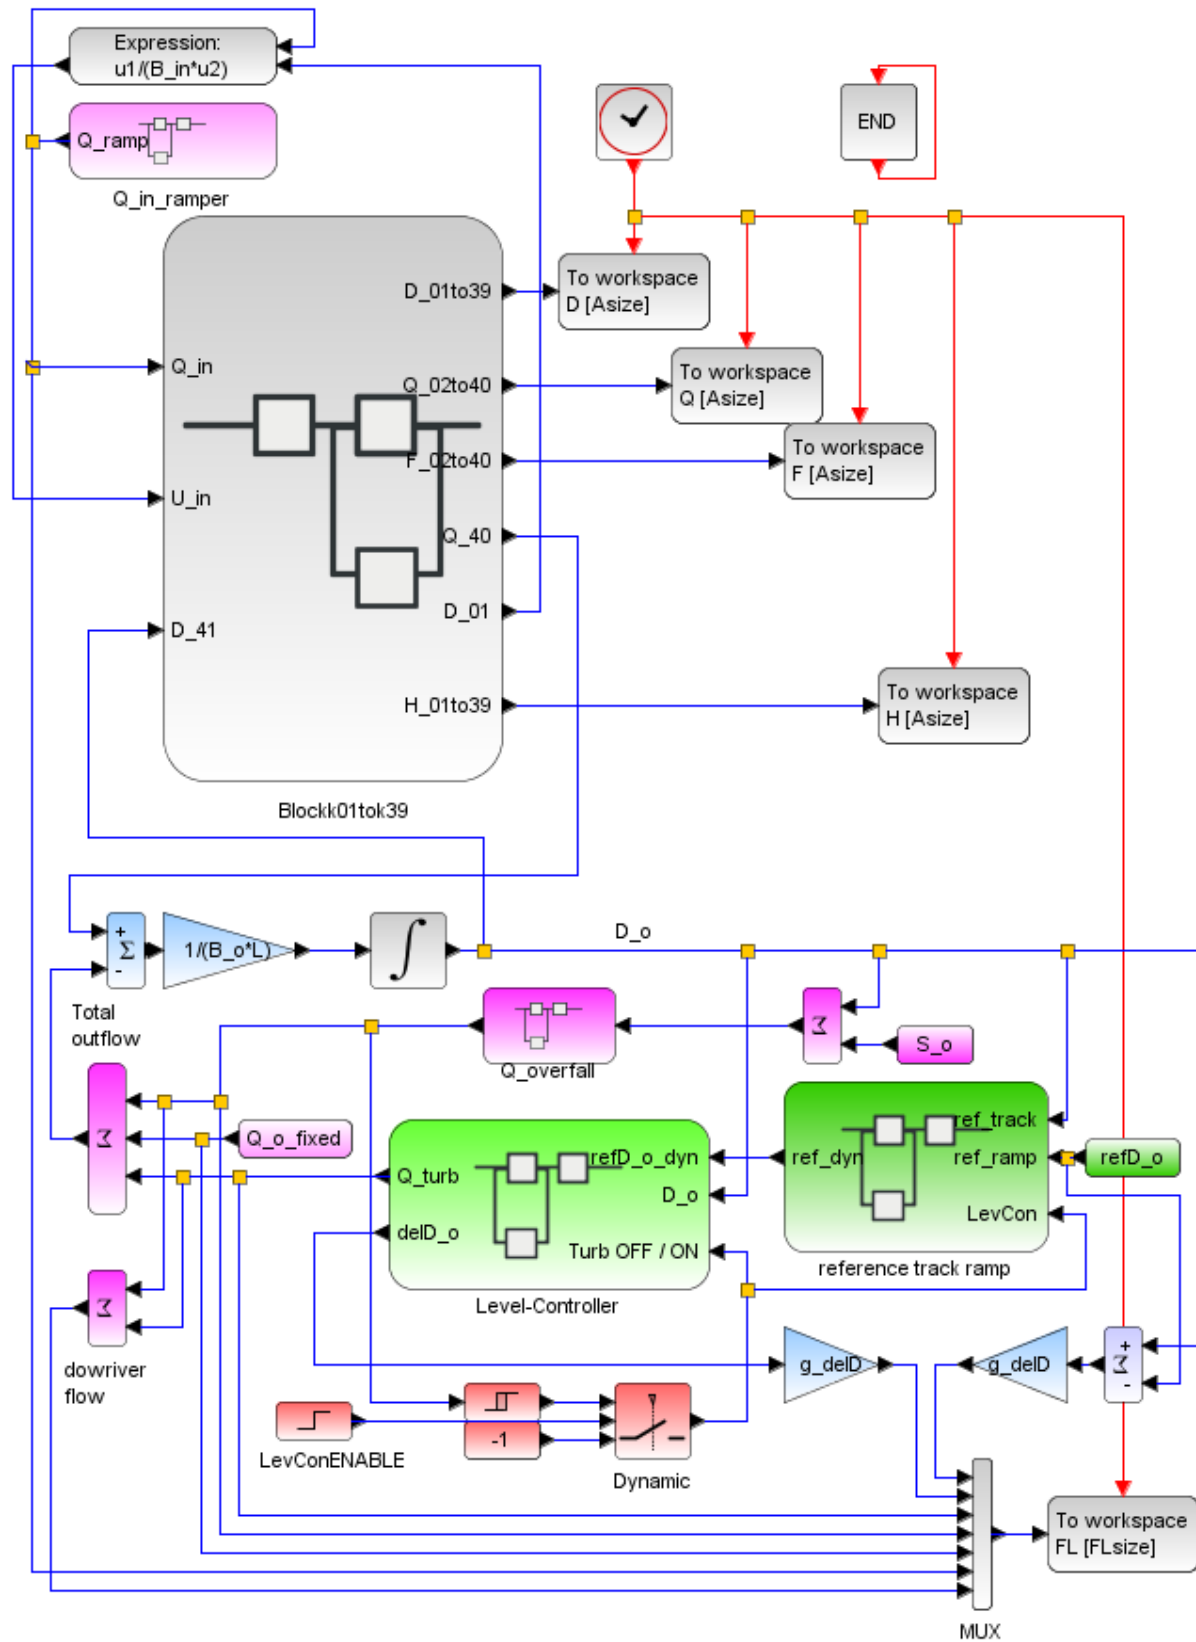 Expression:
u1/(B_in*u2)
Q_ramp
Q_in_ramper
END
D_01to39
To workspace
D [Asize]
Q_in
Q_02to40
To workspace
Q [Asize]
F_02to40
To workspace
F [Asize]
U_in
Q_40
D_01
D_41
H_01to39
To workspace
H [Asize]
Blockk01tok39
+
Σ
-
1/(B_o*L)
∫
D_o
Total
outflow
Q_overfall
Σ
S_o
Σ
Q_o_fixed
Q_turb
delD_o
refD_o_dyn
D_o
Turb OFF / ON
Level-Controller
ref_track
ref_dyn
ref_ramp
LevCon
refD_o
reference track ramp
Σ
dowriver
flow
g_delD
g_delD
+
Σ
-
LevConENABLE
-1
Dynamic
To workspace
FL [FLsize]
MUX